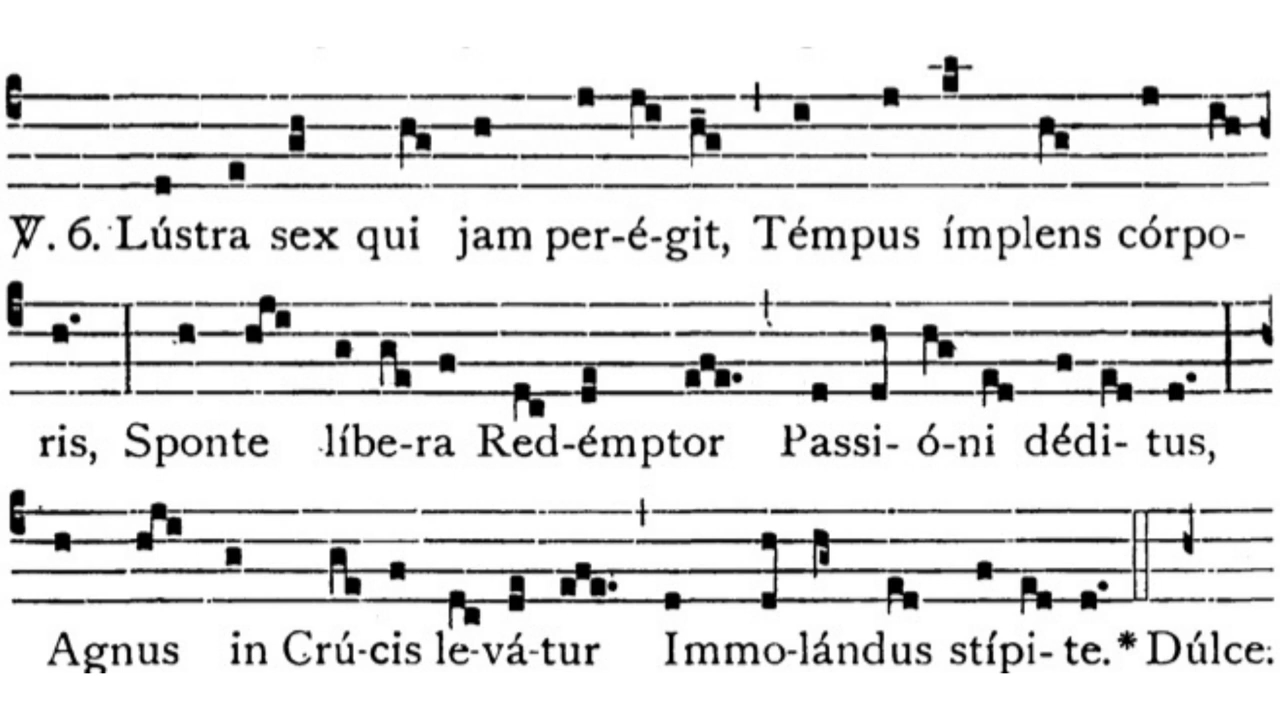 ℣. 6. Lústra sex qui jam per-é-git, Témpus ímplens córpo-
ris, Sponte líbe-ra Red-émptor Passi- ó-ni dédi- tus,
Agnus in Crú-cis le-vá-tur Immo-lándus stípi- te.* Dúlce.